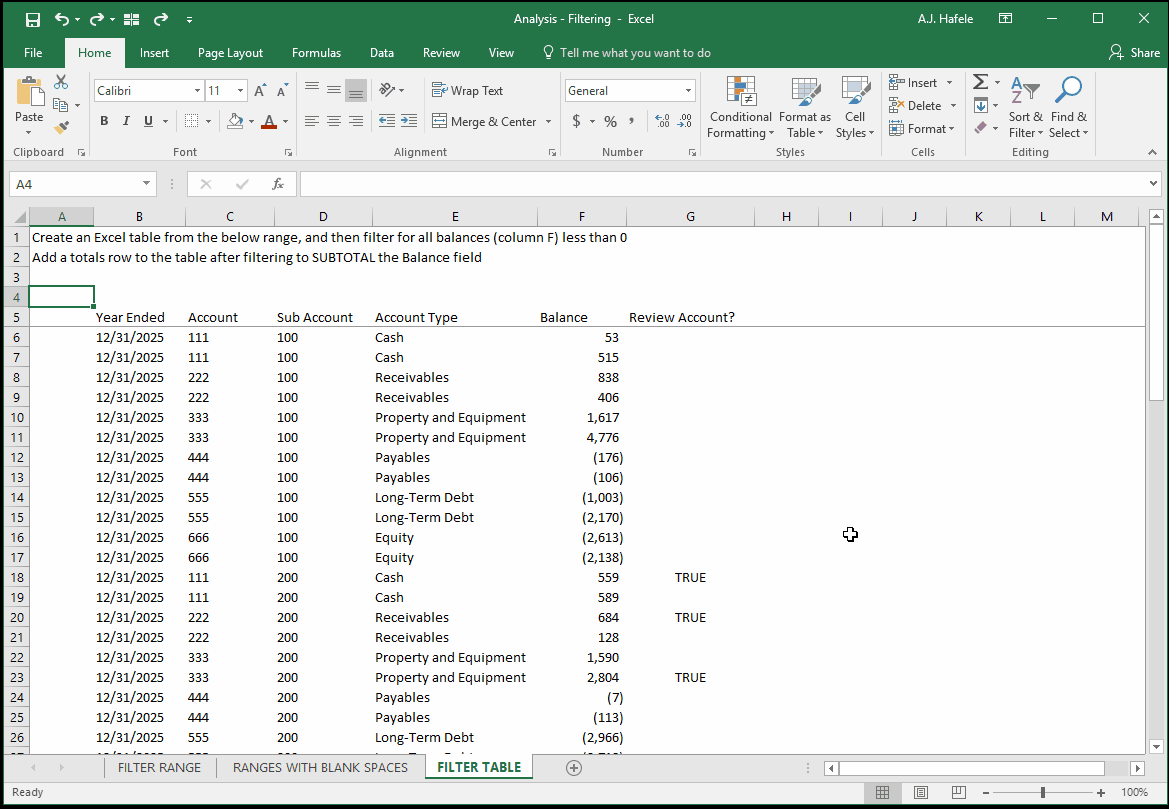 Analysis - Filtering - Excel A.J. Hafele
File Home Insert Page Layout Formulas Data Review View Tell me what you want to do Share
Calibri 11 A A Wrap Text General Insert
Paste B I U A Merge & Center $ % , .00 Conditional Formatting Format as Table Cell Styles Delete Format Sort & Filter Find & Select
Clipboard Font Alignment Number Styles Cells Editing
A4 fx
A B C D E F G H I J K L M
1 Create an Excel table from the below range, and then filter for all balances (column F) less than 0
2 Add a totals row to the table after filtering to SUBTOTAL the Balance field
3
4
5 Year Ended Account Sub Account Account Type Balance Review Account?
6 12/31/2025 111 100 Cash 53
7 12/31/2025 111 100 Cash 515
8 12/31/2025 222 100 Receivables 838
9 12/31/2025 222 100 Receivables 406
10 12/31/2025 333 100 Property and Equipment 1,617
11 12/31/2025 333 100 Property and Equipment 4,776
12 12/31/2025 444 100 Payables (176)
13 12/31/2025 444 100 Payables (106)
14 12/31/2025 555 100 Long-Term Debt (1,003)
15 12/31/2025 555 100 Long-Term Debt (2,170)
16 12/31/2025 666 100 Equity (2,613)
17 12/31/2025 666 100 Equity (2,138)
18 12/31/2025 111 200 Cash 559 TRUE
19 12/31/2025 111 200 Cash 589
20 12/31/2025 222 200 Receivables 684 TRUE
21 12/31/2025 222 200 Receivables 128
22 12/31/2025 333 200 Property and Equipment 1,590
23 12/31/2025 333 200 Property and Equipment 2,804 TRUE
24 12/31/2025 444 200 Payables (7)
25 12/31/2025 444 200 Payables (113)
26 12/31/2025 555 200 Long-Term Debt (2,966)
FILTER RANGE RANGES WITH BLANK SPACES FILTER TABLE
Ready 100%